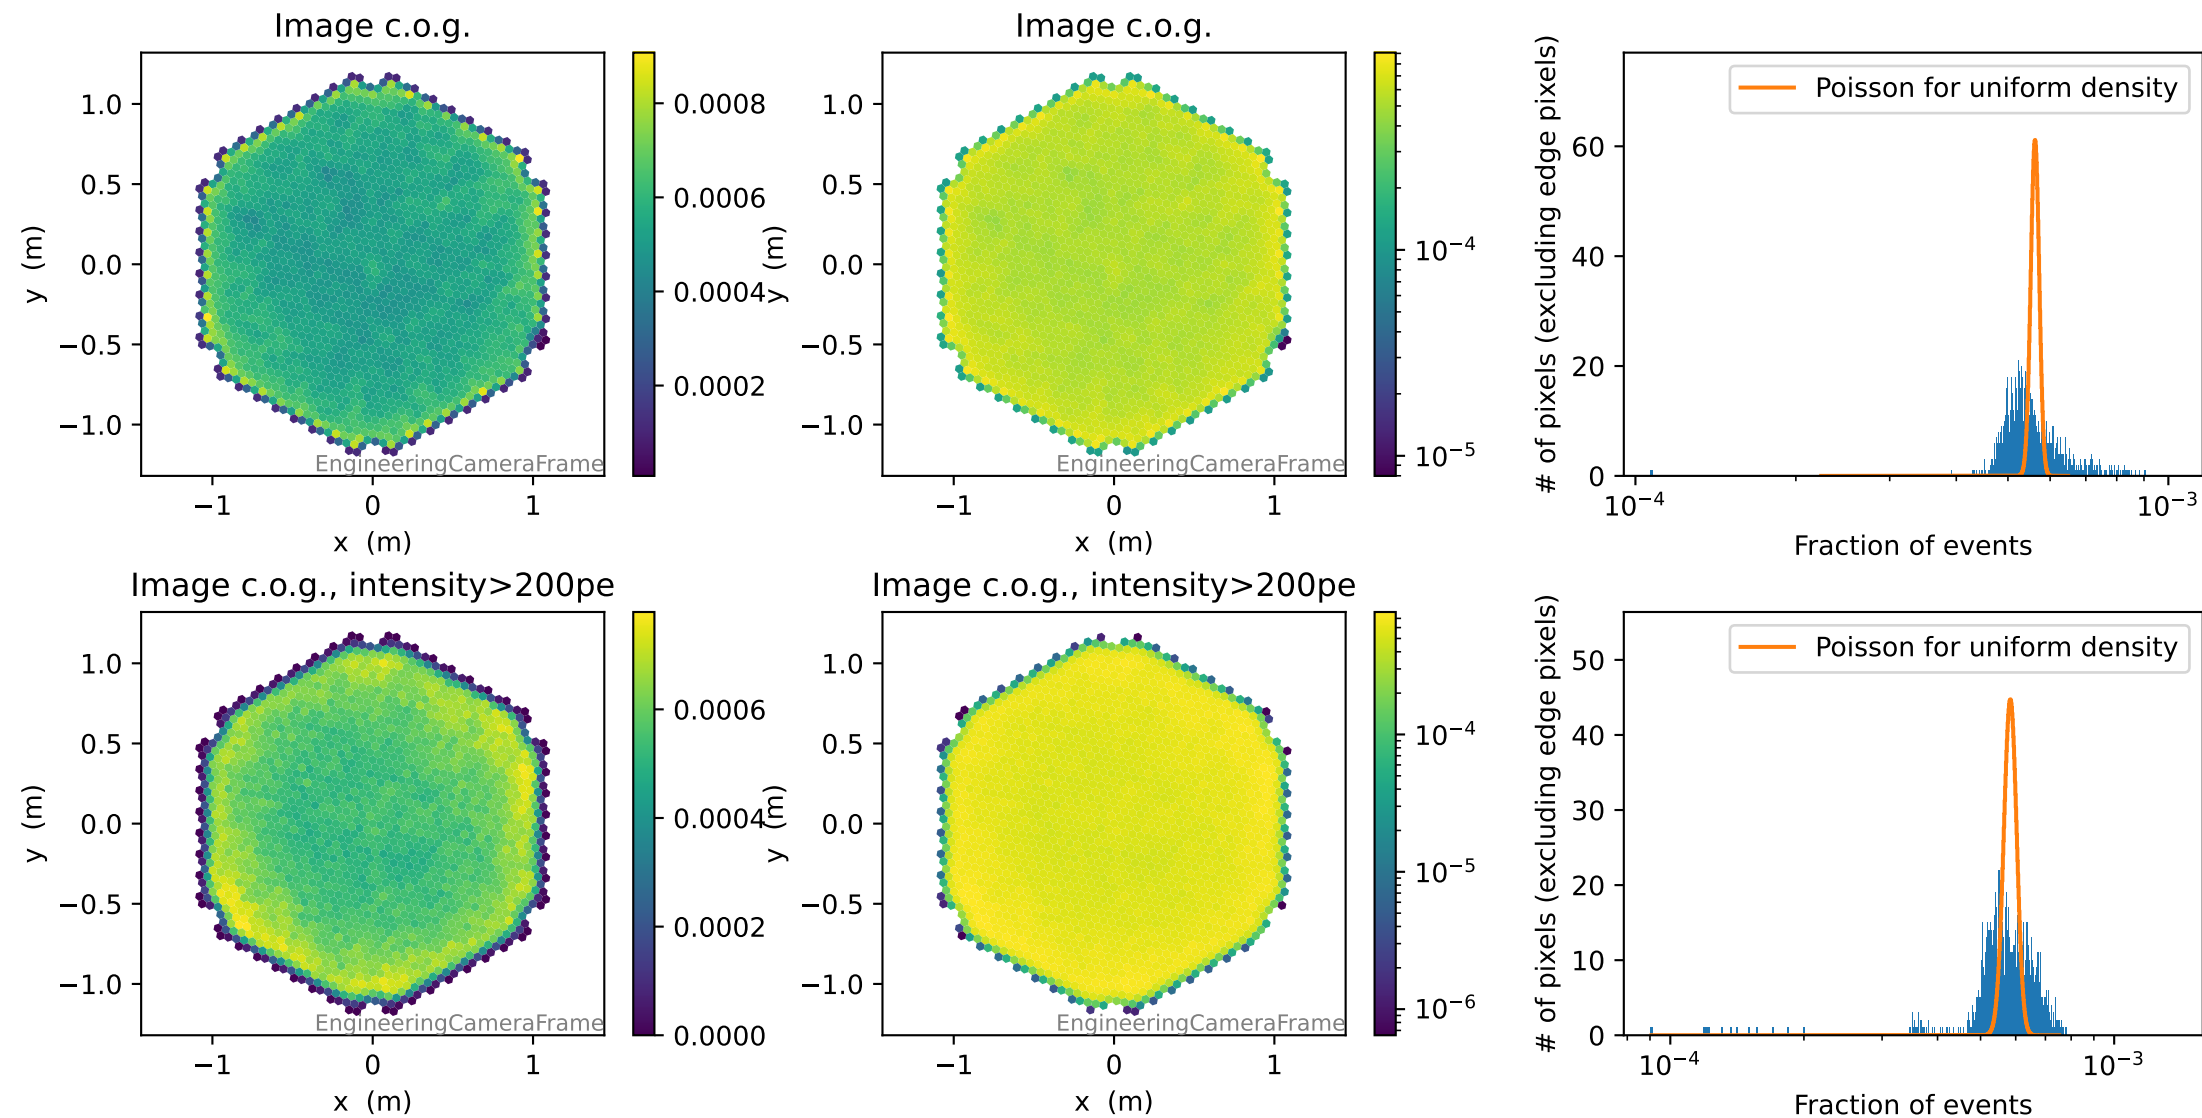 Image c.o.g.
1.0
0.5
0.0
−0.5
−1.0
y (m)
−1
0
1
x (m)
EngineeringCameraFrame
0.0008
0.0006
0.0004
0.0002
Image c.o.g.
1.0
0.5
0.0
−0.5
−1.0
y (m)
−1
0
1
x (m)
EngineeringCameraFrame
10⁻⁴
10⁻⁵
Poisson for uniform density
# of pixels (excluding edge pixels)
60
40
20
0
10⁻⁴
10⁻³
Fraction of events
Image c.o.g., intensity>200pe
1.0
0.5
0.0
−0.5
−1.0
y (m)
−1
0
1
x (m)
EngineeringCameraFrame
0.0006
0.0004
0.0002
0.0000
Image c.o.g., intensity>200pe
1.0
0.5
0.0
−0.5
−1.0
y (m)
−1
0
1
x (m)
EngineeringCameraFrame
10⁻⁴
10⁻⁵
10⁻⁶
Poisson for uniform density
# of pixels (excluding edge pixels)
50
40
30
20
10
0
10⁻⁴
10⁻³
Fraction of events